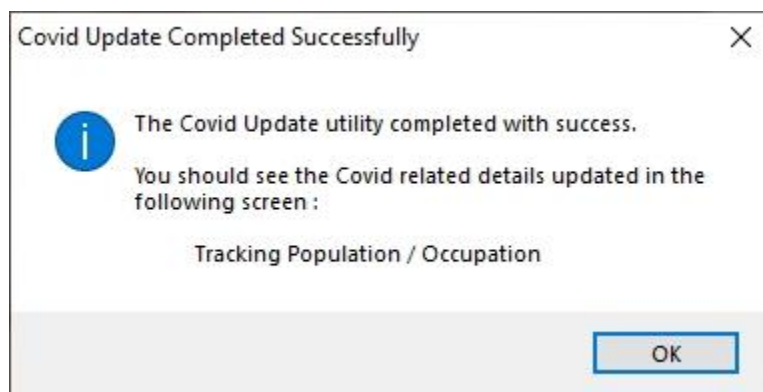 Covid Update Completed Successfully
The Covid Update utility completed with success.
You should see the Covid related details updated in the
following screen :
Tracking Population / Occupation
OK